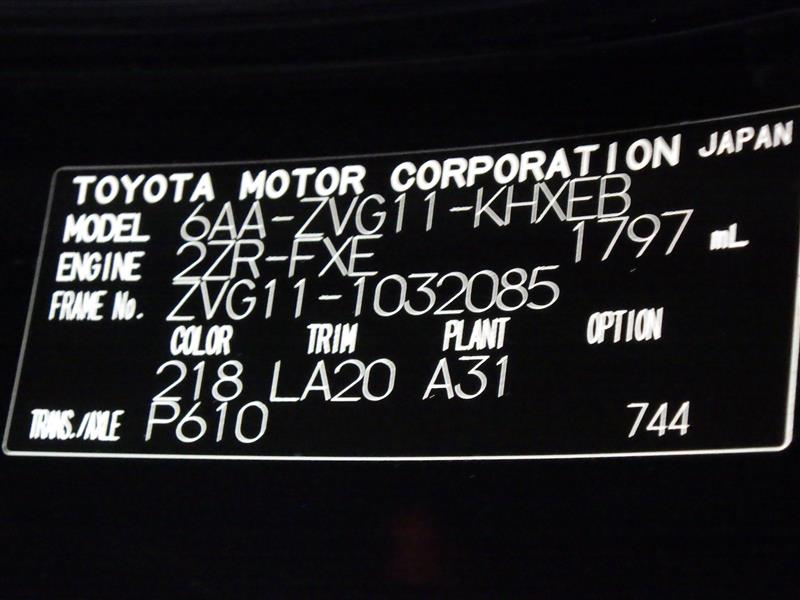 TOYOTA MOTOR CORPORATION JAPAN
MODEL 6AA-ZVG11-KHXEB
ENGINE 2ZR-FXE 1797 mL
FRAME No. ZVG11-1032085
COLOR TRIM PLANT OPTION
218 LA20 A31
TRANS./AXLE P610 744